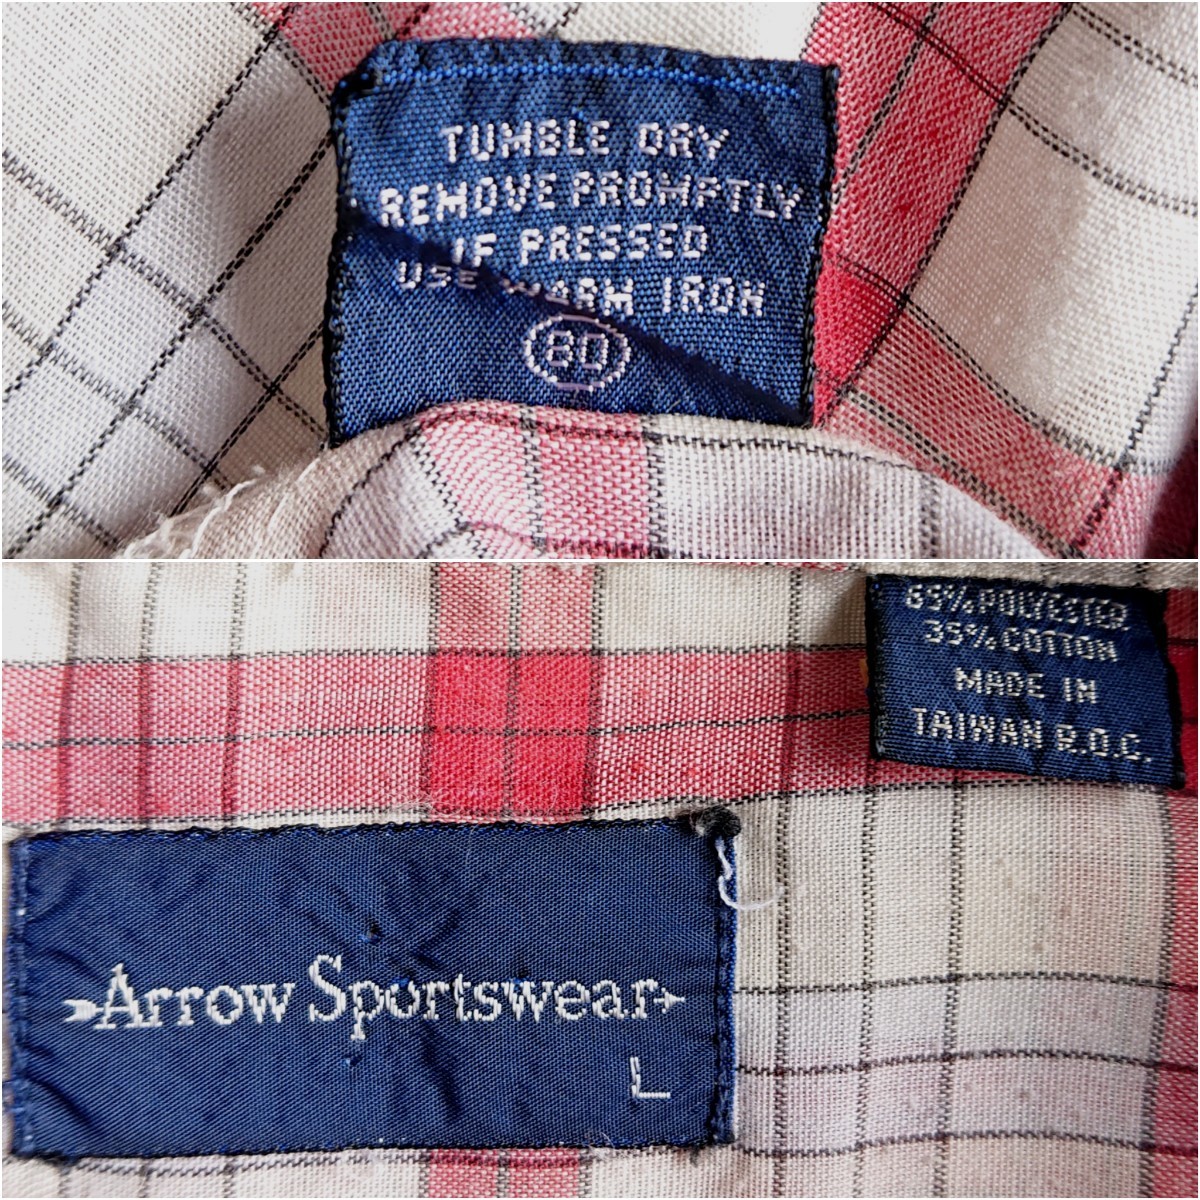 TUMBLE DRY
REMOVE PROMPTLY
IF PRESSED
USE WARM IRON
80
65% POLYESTER
35% COTTON
MADE IN
TAIWAN R.O.C.
Arrow Sportswear
L